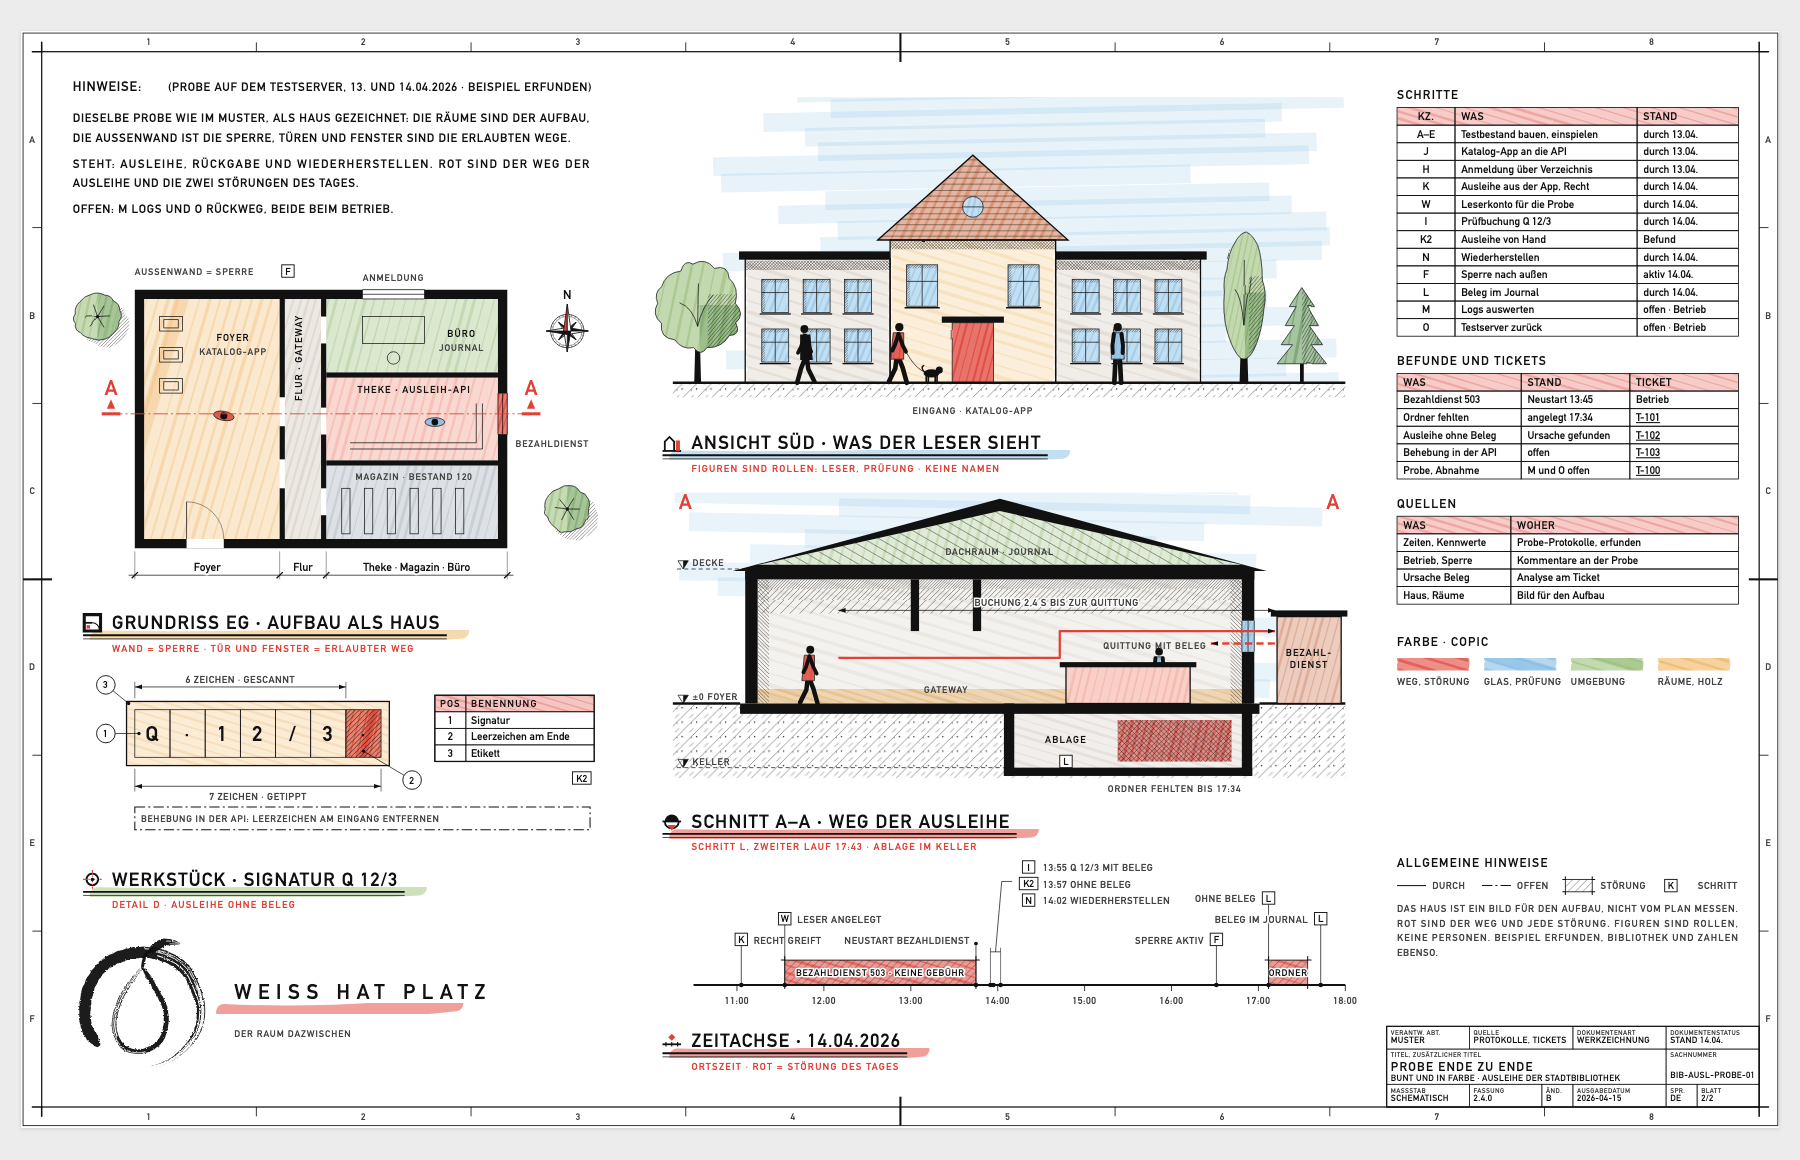 1 2 3 4 5 6 7 8
A B C D E F
HINWEISE: (PROBE AUF DEM TESTSERVER, 13. UND 14.04.2026 · BEISPIEL ERFUNDEN)
DIESELBE PROBE WIE IM MUSTER, ALS HAUS GEZEICHNET: DIE RÄUME SIND DER AUFBAU,
DIE AUSSENWAND IST DIE SPERRE, TÜREN UND FENSTER SIND DIE ERLAUBTEN WEGE.
STEHT: AUSLEIHE, RÜCKGABE UND WIEDERHERSTELLEN. ROT SIND DER WEG DER
AUSLEIHE UND DIE ZWEI STÖRUNGEN DES TAGES.
OFFEN: M LOGS UND O RÜCKWEG, BEIDE BEIM BETRIEB.
AUSSENWAND = SPERRE F
ANMELDUNG
N
FOYER
KATALOG-APP
FLUR · GATEWAY
BÜRO
JOURNAL
THEKE · AUSLEIH-API
A A
BEZAHLDIENST
MAGAZIN · BESTAND 120
Foyer Flur Theke · Magazin · Büro
GRUNDRISS EG · AUFBAU ALS HAUS
WAND = SPERRE · TÜR UND FENSTER = ERLAUBTER WEG
6 ZEICHEN · GESCANNT
3
1
Q · 1 2 / 3 ·
2
7 ZEICHEN · GETIPPT
POS BENENNUNG
1 Signatur
2 Leerzeichen am Ende
3 Etikett
K2
BEHEBUNG IN DER API: LEERZEICHEN AM EINGANG ENTFERNEN
WERKSTÜCK · SIGNATUR Q 12/3
DETAIL D · AUSLEIHE OHNE BELEG
WEISS HAT PLATZ
DER RAUM DAZWISCHEN
EINGANG · KATALOG-APP
ANSICHT SÜD · WAS DER LESER SIEHT
FIGUREN SIND ROLLEN: LESER, PRÜFUNG · KEINE NAMEN
A A
DACHRAUM · JOURNAL
DECKE
BUCHUNG 2,4 S BIS ZUR QUITTUNG
QUITTUNG MIT BELEG
BEZAHL-
DIENST
GATEWAY
±0 FOYER
ABLAGE
L
KELLER
ORDNER FEHLTEN BIS 17:34
SCHNITT A–A · WEG DER AUSLEIHE
SCHRITT L, ZWEITER LAUF 17:43 · ABLAGE IM KELLER
I 13:55 Q 12/3 MIT BELEG
K2 13:57 OHNE BELEG
N 14:02 WIEDERHERSTELLEN
OHNE BELEG L
W LESER ANGELEGT
BELEG IM JOURNAL L
K RECHT GREIFT
NEUSTART BEZAHLDIENST
SPERRE AKTIV F
BEZAHLDIENST 503 · KEINE GEBÜHR
ORDNER
11:00 12:00 13:00 14:00 15:00 16:00 17:00 18:00
ZEITACHSE · 14.04.2026
ORTSZEIT · ROT = STÖRUNG DES TAGES
SCHRITTE
KZ. WAS STAND
A–E Testbestand bauen, einspielen durch 13.04.
J Katalog-App an die API durch 13.04.
H Anmeldung über Verzeichnis durch 13.04.
K Ausleihe aus der App, Recht durch 14.04.
W Leserkonto für die Probe durch 14.04.
I Prüfbuchung Q 12/3 durch 14.04.
K2 Ausleihe von Hand Befund
N Wiederherstellen durch 14.04.
F Sperre nach außen aktiv 14.04.
L Beleg im Journal durch 14.04.
M Logs auswerten offen · Betrieb
O Testserver zurück offen · Betrieb
BEFUNDE UND TICKETS
WAS STAND TICKET
Bezahldienst 503 Neustart 13:45 Betrieb
Ordner fehlten angelegt 17:34 T-101
Ausleihe ohne Beleg Ursache gefunden T-102
Behebung in der API offen T-103
Probe, Abnahme M und O offen T-100
QUELLEN
WAS WOHER
Zeiten, Kennwerte Probe-Protokolle, erfunden
Betrieb, Sperre Kommentare an der Probe
Ursache Beleg Analyse am Ticket
Haus, Räume Bild für den Aufbau
FARBE · COPIC
WEG, STÖRUNG GLAS, PRÜFUNG UMGEBUNG RÄUME, HOLZ
ALLGEMEINE HINWEISE
DURCH OFFEN STÖRUNG K SCHRITT
DAS HAUS IST EIN BILD FÜR DEN AUFBAU, NICHT VOM PLAN MESSEN.
ROT SIND DER WEG UND JEDE STÖRUNG. FIGUREN SIND ROLLEN,
KEINE PERSONEN. BEISPIEL ERFUNDEN, BIBLIOTHEK UND ZAHLEN
EBENSO.
VERANTW. ABT. QUELLE DOKUMENTENART DOKUMENTENSTATUS
MUSTER PROTOKOLLE, TICKETS WERKZEICHNUNG STAND 14.04.
TITEL, ZUSÄTZLICHER TITEL SACHNUMMER
PROBE ENDE ZU ENDE
BUNT UND IN FARBE · AUSLEIHE DER STADTBIBLIOTHEK BIB-AUSL-PROBE-01
MASSSTAB FASSUNG ÄND. AUSGABEDATUM SPR. BLATT
SCHEMATISCH 2.4.0 B 2026-04-15 DE 2/2
A B C D E F
1 2 3 4 5 6 7 8